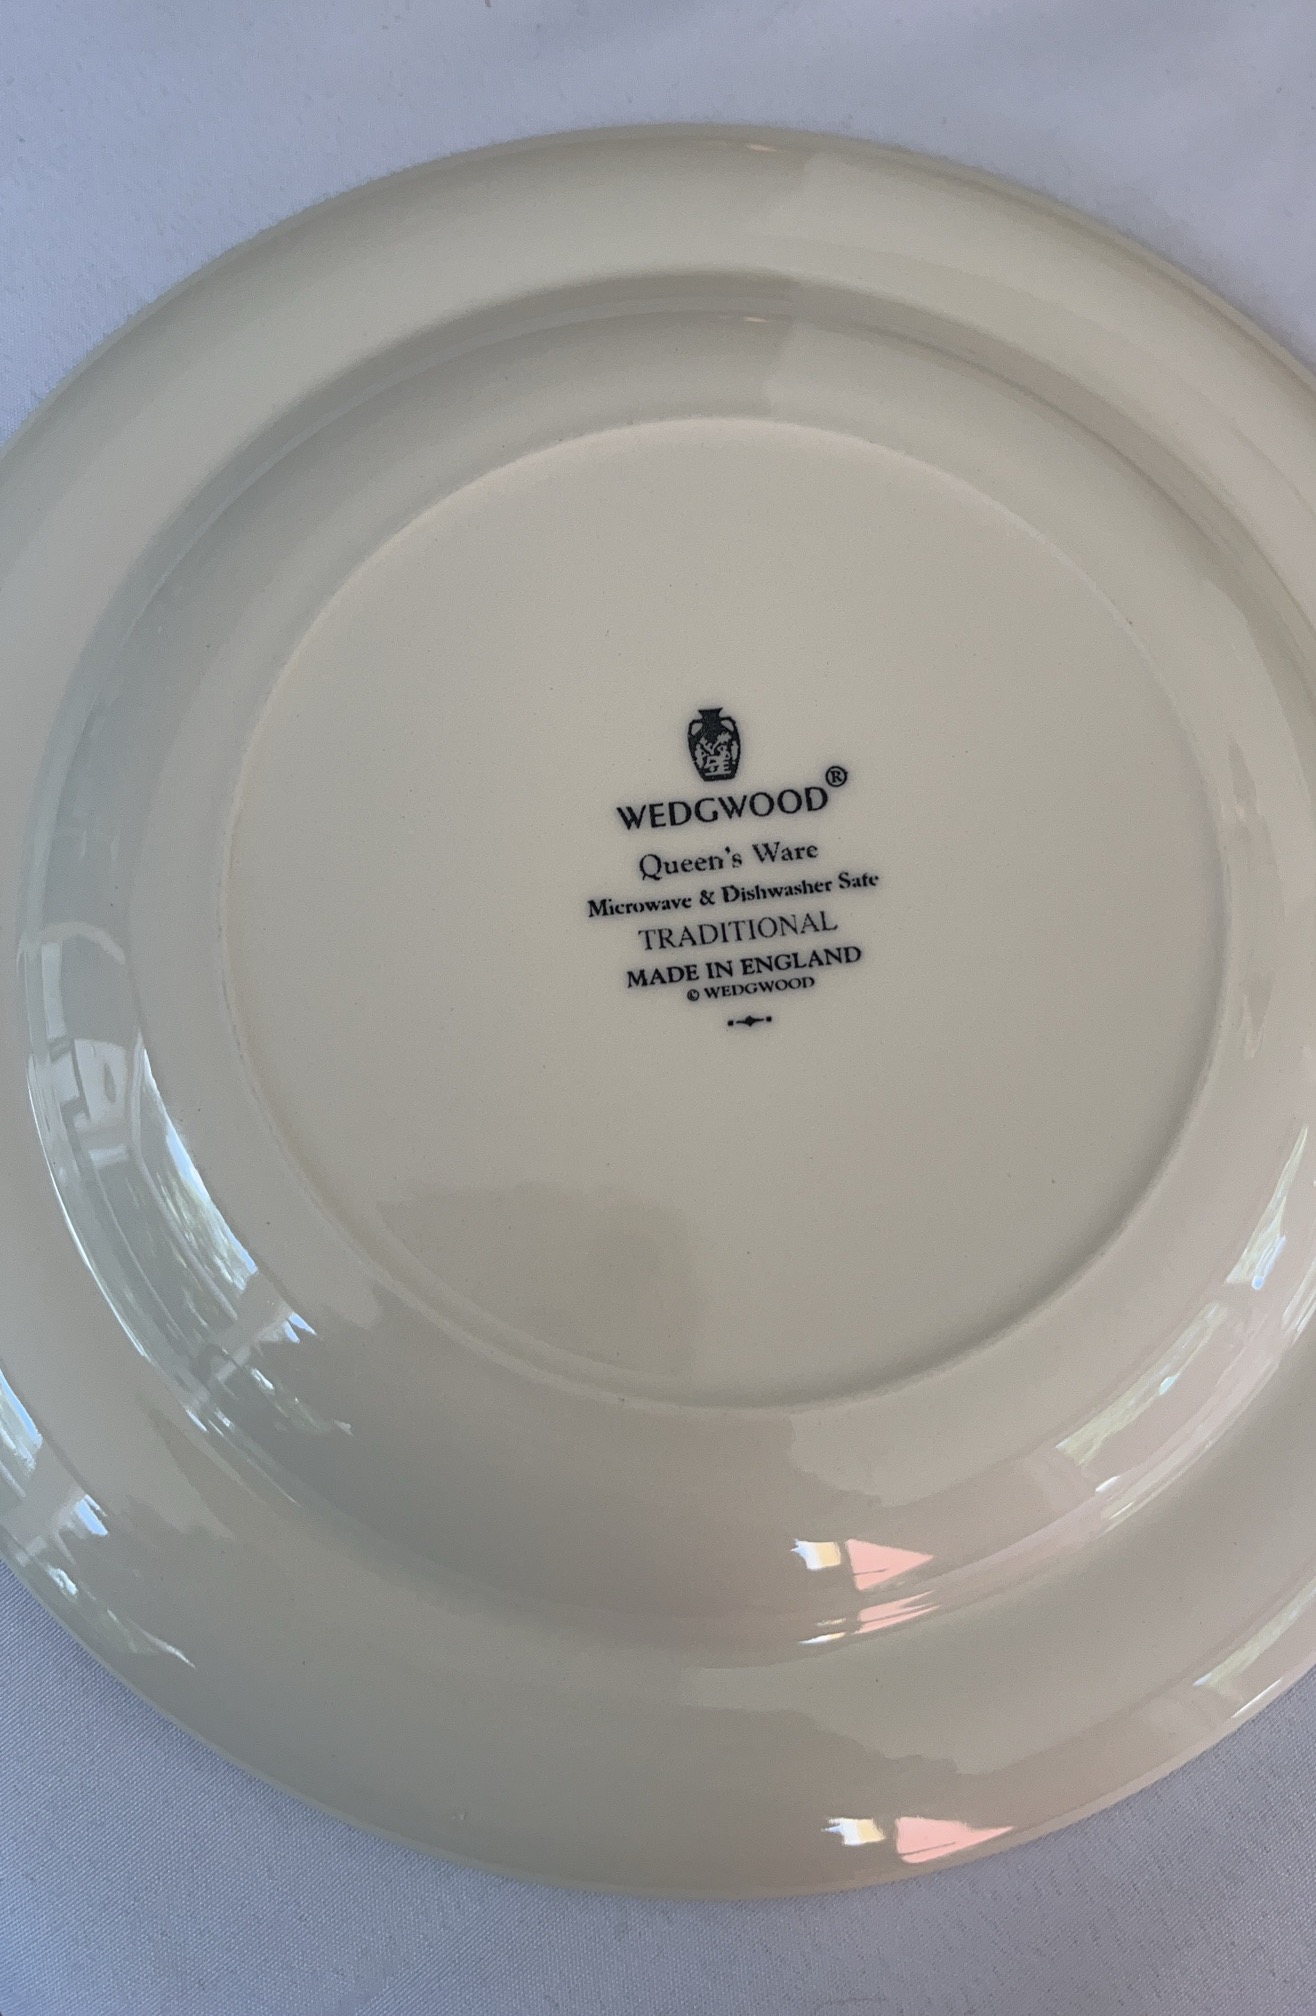 WEDGWOOD®
Queen's Ware
Microwave & Dishwasher Safe
TRADITIONAL
MADE IN ENGLAND
© WEDGWOOD